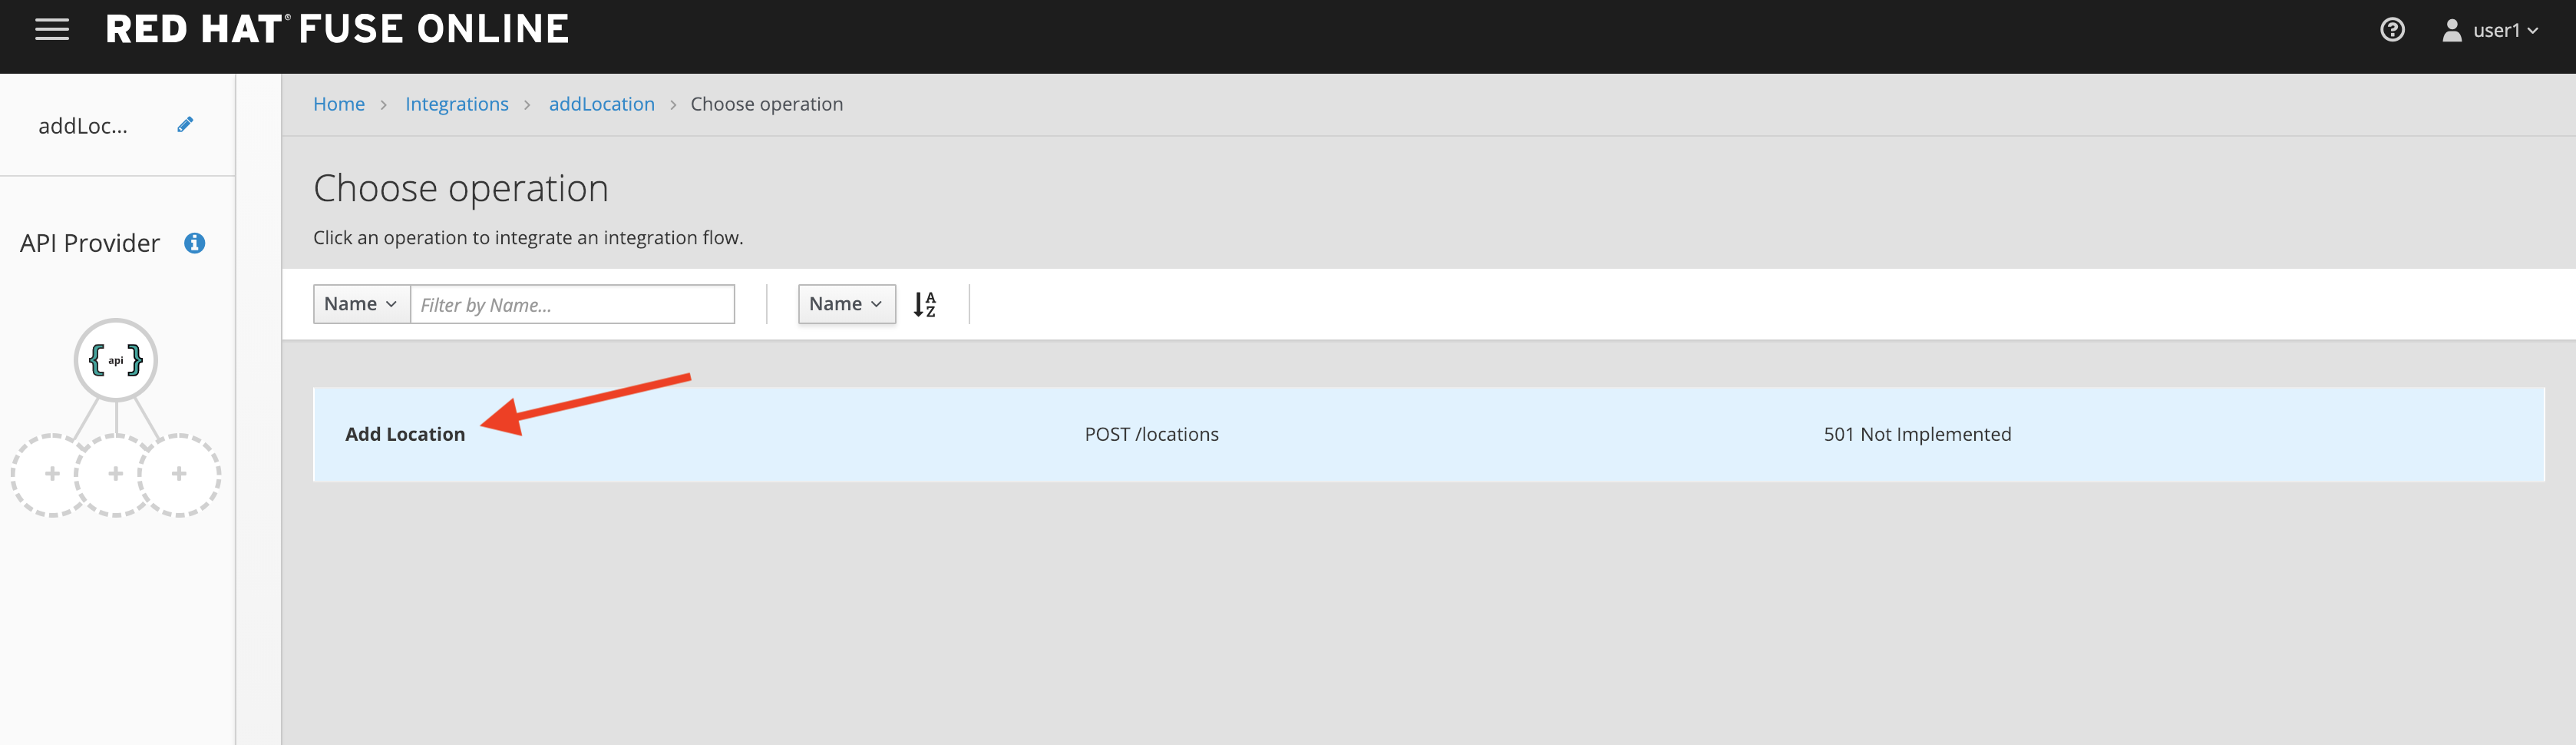 RED HAT® FUSE ONLINE
user1
addLoc...
Home > Integrations > addLocation > Choose operation
API Provider
{ api }
Choose operation
Click an operation to integrate an integration flow.
Name Filter by Name... Name A Z
Add Location POST /locations 501 Not Implemented